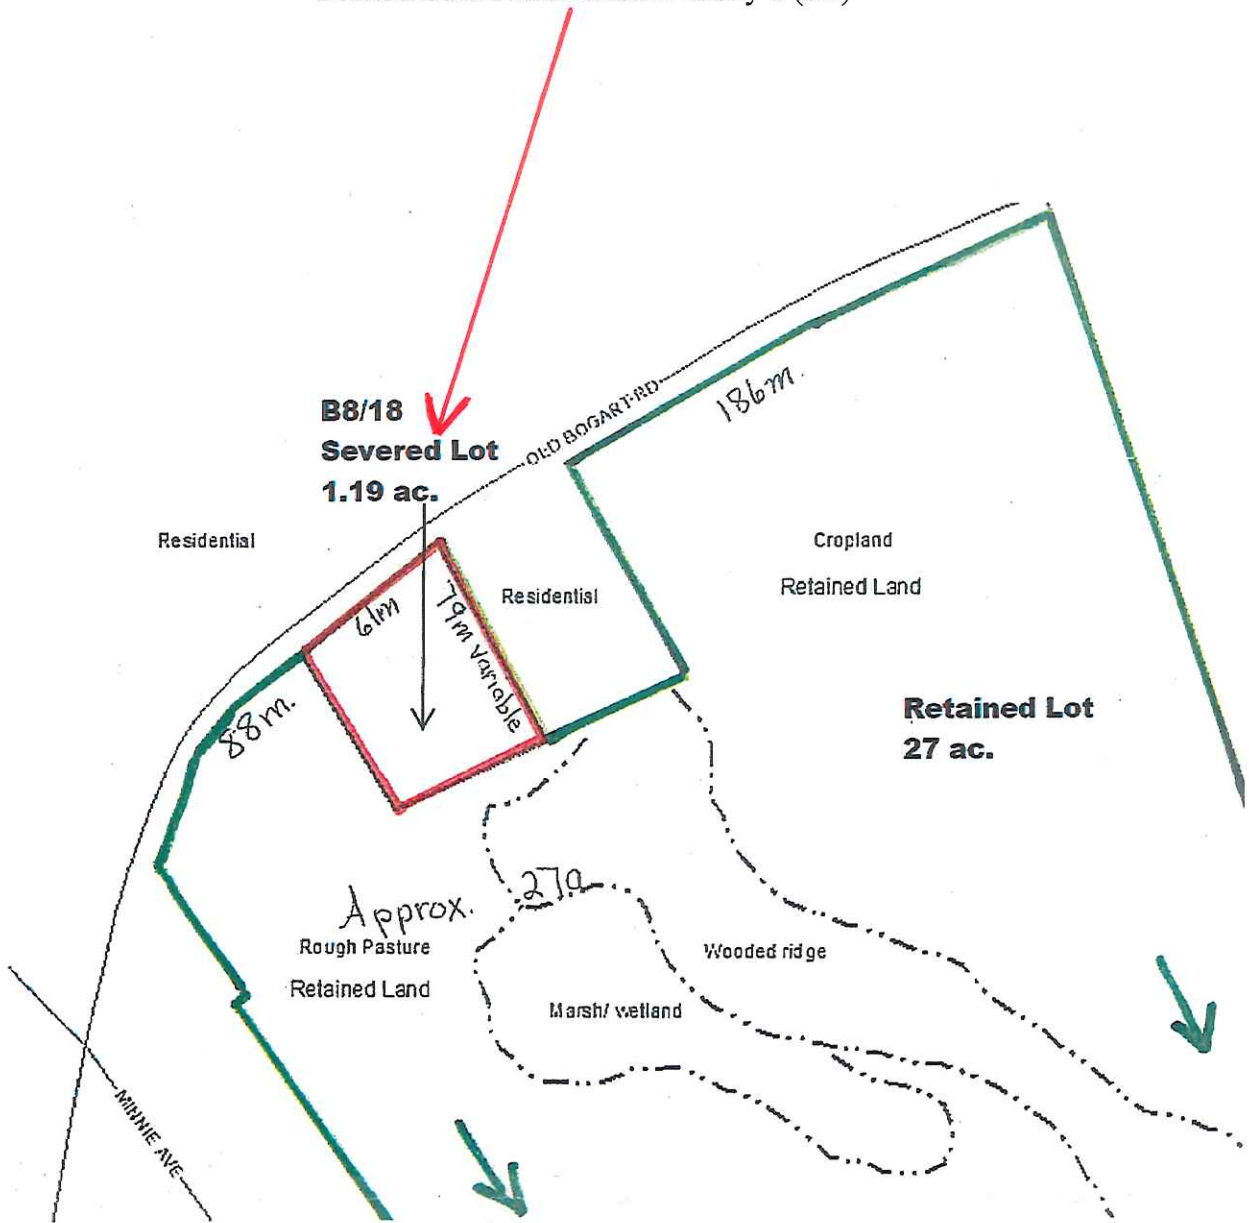 B8/18
Severed Lot
1.19 ac.
OLD BOGART RD
186m.
Residential
Cropland
Retained Land
61m
79m variable
Residential
88m.
Retained Lot
27 ac.
Approx. 27a
Rough Pasture
Retained Land
Wooded ridge
Marsh/ wetland
MINNIE AVE